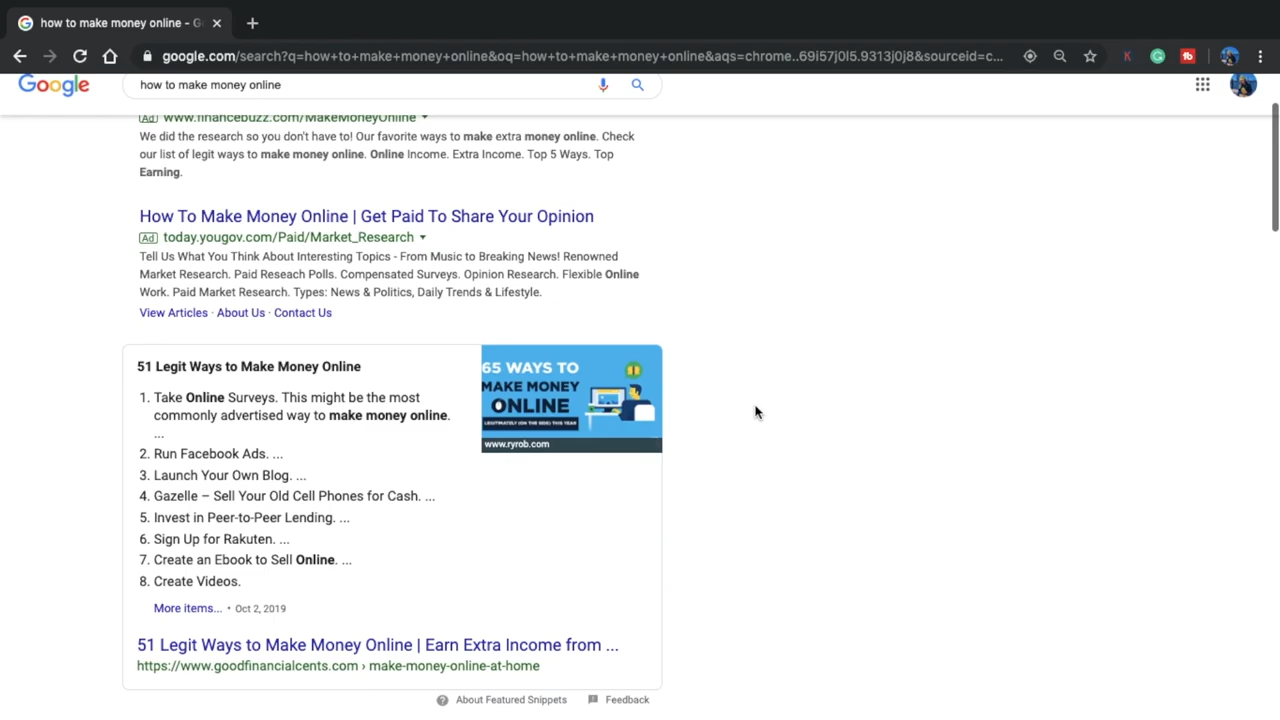 how to make money online - G
google.com/search?q=how+to+make+money+online&oq=how+to+make+money+online&aqs=chrome..69i57j0l5.9313j0j8&sourceid=c...
Google
how to make money online
Ad www.financebuzz.com/MakeMoneyOnline
We did the research so you don't have to! Our favorite ways to make extra money online. Check
our list of legit ways to make money online. Online Income. Extra Income. Top 5 Ways. Top
Earning.
How To Make Money Online | Get Paid To Share Your Opinion
Ad today.yougov.com/Paid/Market_Research
Tell Us What You Think About Interesting Topics - From Music to Breaking News! Renowned
Market Research. Paid Reseach Polls. Compensated Surveys. Opinion Research. Flexible Online
Work. Paid Market Research. Types: News & Politics, Daily Trends & Lifestyle.
View Articles · About Us · Contact Us
51 Legit Ways to Make Money Online
1. Take Online Surveys. This might be the most
commonly advertised way to make money online.
...
2. Run Facebook Ads. ...
3. Launch Your Own Blog. ...
4. Gazelle – Sell Your Old Cell Phones for Cash. ...
5. Invest in Peer-to-Peer Lending. ...
6. Sign Up for Rakuten. ...
7. Create an Ebook to Sell Online. ...
8. Create Videos.
More items... • Oct 2, 2019
65 WAYS TO
MAKE MONEY
ONLINE
LEGITIMATELY (ON THE SIDE) THIS YEAR
www.ryrob.com
51 Legit Ways to Make Money Online | Earn Extra Income from ...
https://www.goodfinancialcents.com › make-money-online-at-home
About Featured Snippets
Feedback